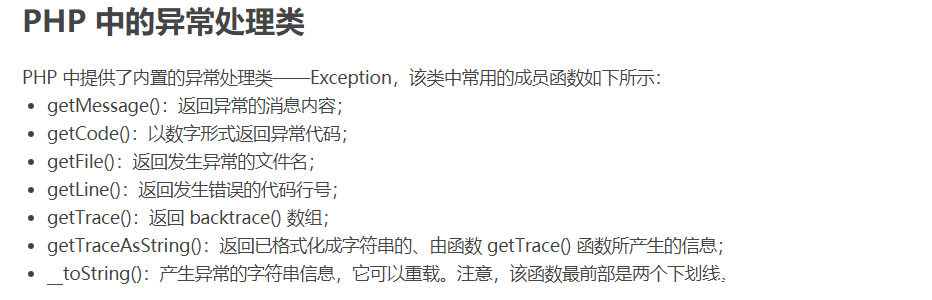 PHP 中的异常处理类
PHP 中提供了内置的异常处理类——Exception，该类中常用的成员函数如下所示：
• getMessage()：返回异常的消息内容；
• getCode()：以数字形式返回异常代码；
• getFile()：返回发生异常的文件名；
• getLine()：返回发生错误的代码行号；
• getTrace()：返回 backtrace() 数组；
• getTraceAsString()：返回已格式化成字符串的、由函数 getTrace() 函数所产生的信息；
• __toString()：产生异常的字符串信息，它可以重载。注意，该函数最前部是两个下划线。